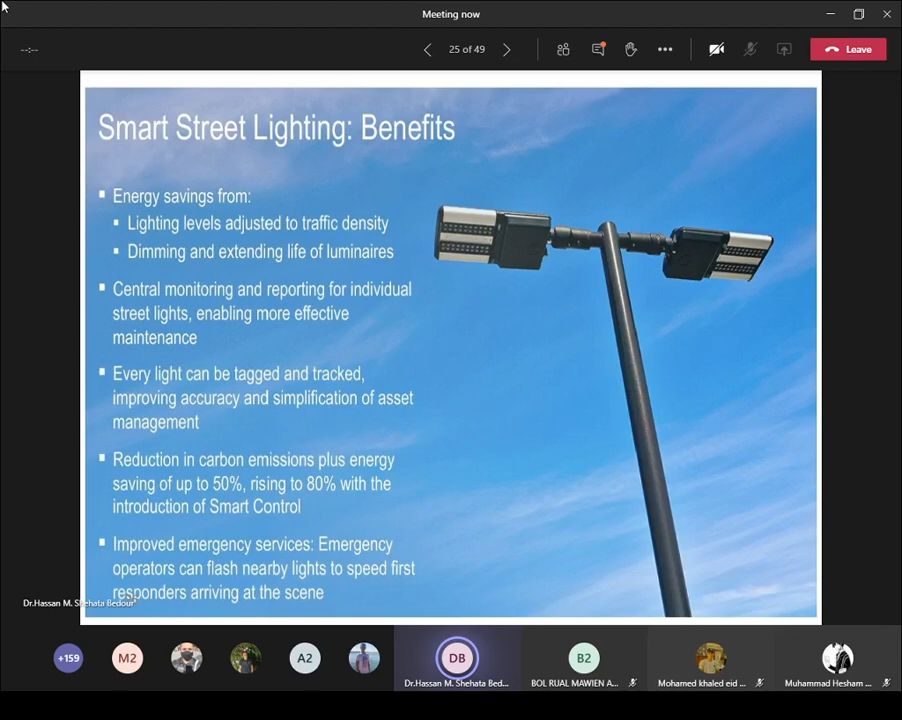 Meeting now
--:--
25 of 49
Leave
Smart Street Lighting: Benefits
Energy savings from:
Lighting levels adjusted to traffic density
Dimming and extending life of luminaires
Central monitoring and reporting for individual
street lights, enabling more effective
maintenance
Every light can be tagged and tracked,
improving accuracy and simplification of asset
management
Reduction in carbon emissions plus energy
saving of up to 50%, rising to 80% with the
introduction of Smart Control
Improved emergency services: Emergency
operators can flash nearby lights to speed first
responders arriving at the scene
Dr.Hassan M. Shehata Bedour
+159
M2
A2
DB
B2
Dr.Hassan M. Shehata Bed...
BOL RUAL MAWIEN A...
Mohamed khaled eid ...
Muhammad Hesham ...